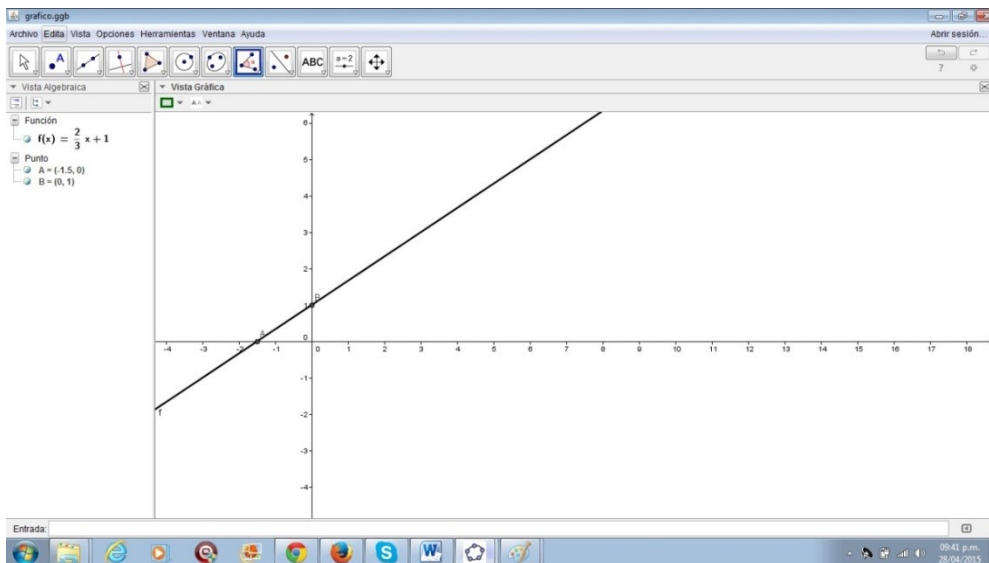 grafico.ggb
Archivo Edita Vista Opciones Herramientas Ventana Ayuda
Abrir sesión...
A
ABC
a=2
?
Vista Algebraica
Vista Gráfica
AA
Función
f(x) = 2/3 x + 1
Punto
A = (-1.5, 0)
B = (0, 1)
6
5
4
3
2
1
B
A
0
-4 -3 -2 -1 0 1 2 3 4 5 6 7 8 9 10 11 12 13 14 15 16 17 18
-1
f
-2
-3
-4
Entrada:
S
W
09:41 p.m.
28/04/2015